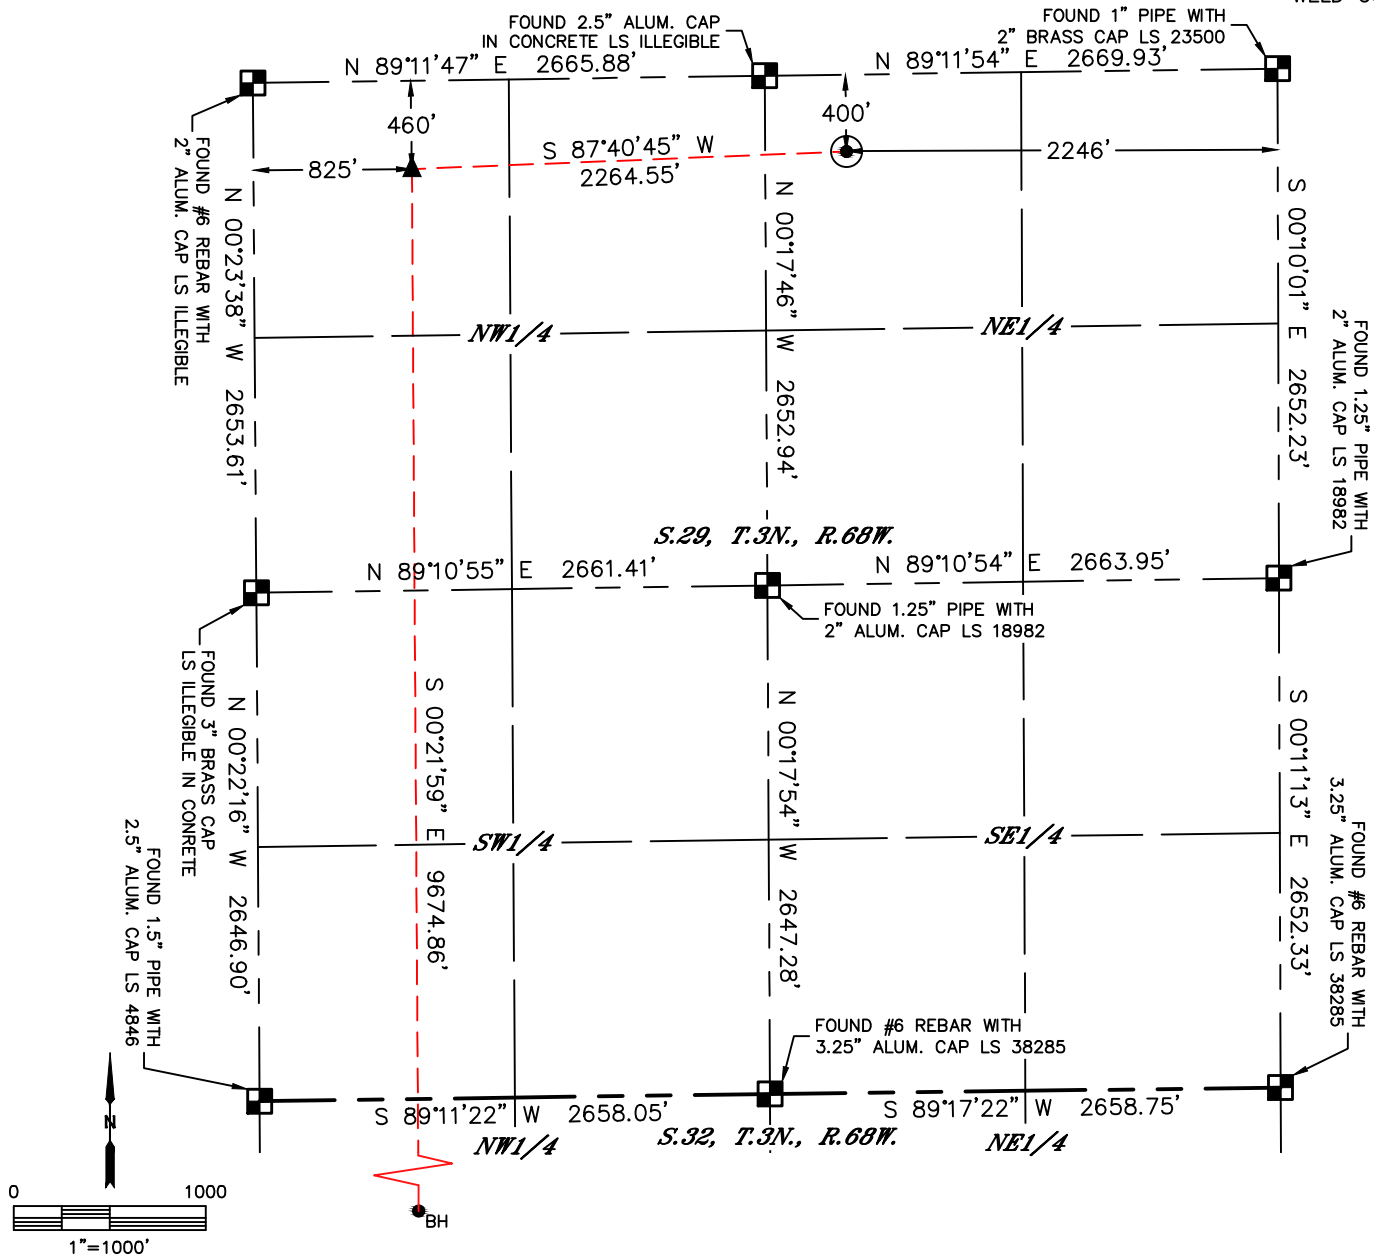 FOUND 2.5" ALUM. CAP
IN CONCRETE LS ILLEGIBLE
FOUND 1" PIPE WITH
2" BRASS CAP LS 23500
N 89°11'47" E 2665.88'
N 89°11'54" E 2669.93'
460'
400'
825'
S 87°40'45" W
2264.55'
2246'
FOUND #6 REBAR WITH
2" ALUM. CAP LS ILLEGIBLE
N 00°23'38" W 2653.61'
N 00°17'46" W 2652.94'
S 00°10'01" E 2652.23'
FOUND 1.25" PIPE WITH
2" ALUM. CAP LS 18982
NW1/4
NE1/4
S.29, T.3N., R.68W.
N 89°10'55" E 2661.41'
N 89°10'54" E 2663.95'
FOUND 1.25" PIPE WITH
2" ALUM. CAP LS 18982
FOUND 3" BRASS CAP
LS ILLEGIBLE IN CONRETE
N 00°22'16" W 2646.90'
S 00°21'59" E 9674.86'
N 00°17'54" W 2647.28'
S 00°11'13" E 2652.33'
SW1/4
SE1/4
FOUND 1.5" PIPE WITH
2.5" ALUM. CAP LS 4846
FOUND #6 REBAR WITH
3.25" ALUM. CAP LS 38285
FOUND #6 REBAR WITH
3.25" ALUM. CAP LS 38285
S 89°11'22" W 2658.05'
S 89°17'22" W 2658.75'
S.32, T.3N., R.68W.
NW1/4
NE1/4
N
BH
0 1000
1"=1000'